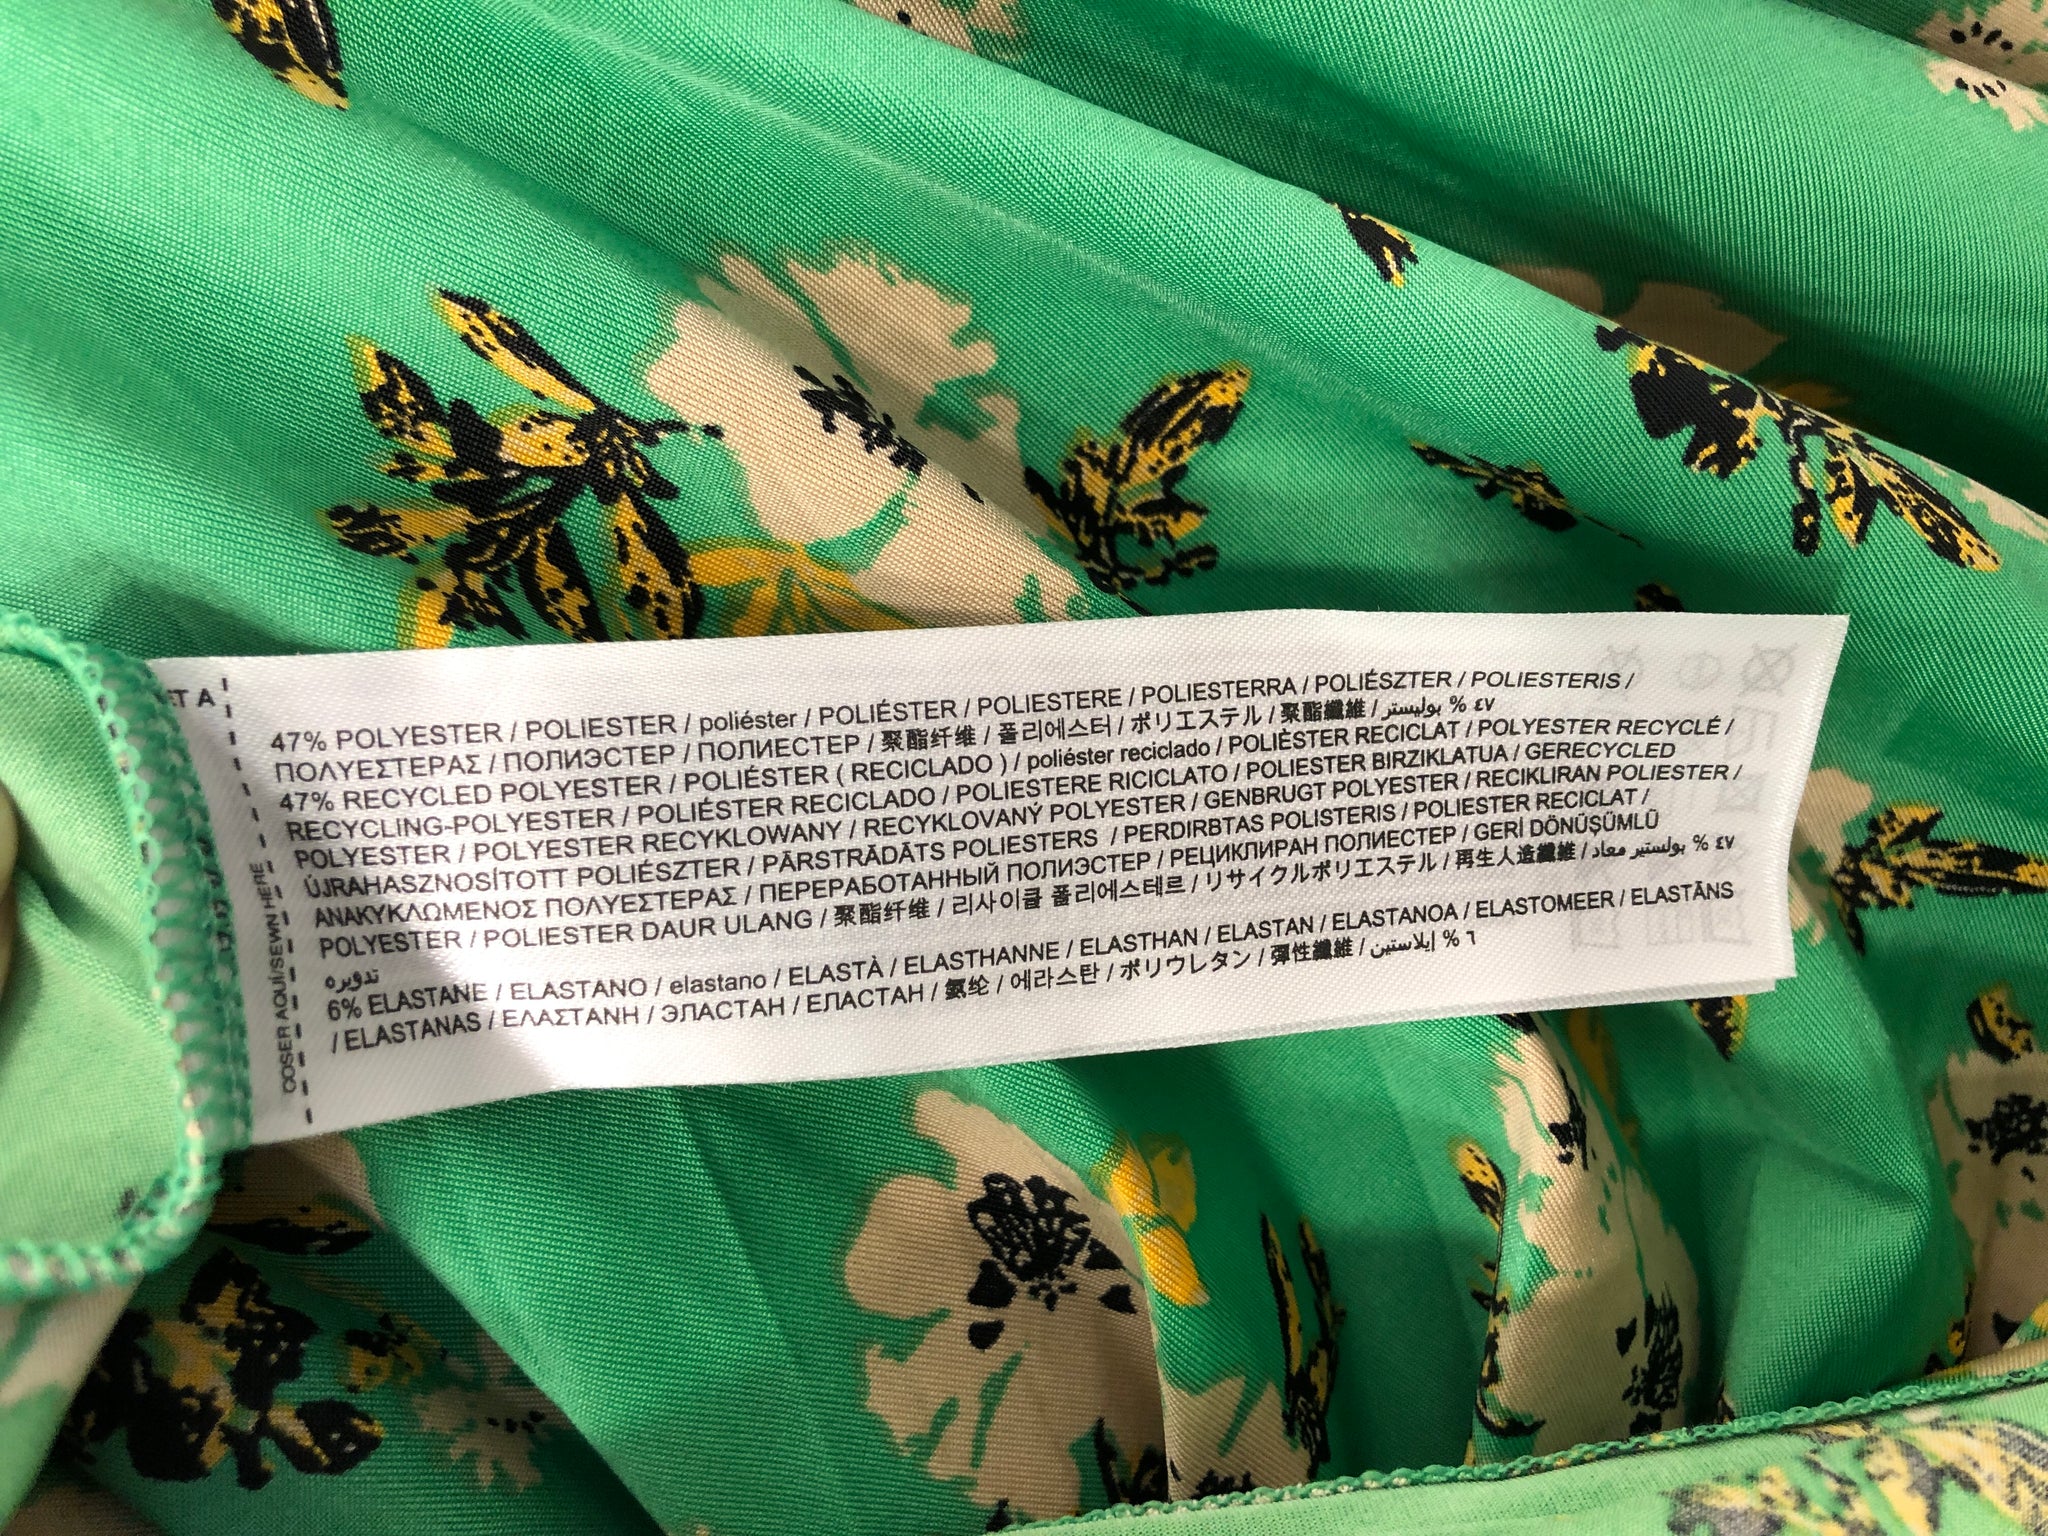 ET A
COSER AQUÍ/SEWN HERE
47% POLYESTER / POLIESTER / poliéster / POLIÉSTER / POLIESTERE / POLIESTERRA / POLIÉSZTER / POLIESTERIS /
ΠΟΛΥΕΣΤΕΡΑΣ / ПОЛИЭСТЕР / ПОЛИЕСТЕР / 聚酯纤维 / 폴리에스터 / ポリエステル / 聚酯纖維 / بوليستر % ٤٧
47% RECYCLED POLYESTER / POLIÉSTER ( RECICLADO ) / poliéster reciclado / POLIÈSTER RECICLAT / POLYESTER RECYCLÉ /
RECYCLING-POLYESTER / POLIÉSTER RECICLADO / POLIESTERE RICICLATO / POLIESTER BIRZIKLATUA / GERECYCLED
POLYESTER / POLYESTER RECYKLOWANY / RECYKLOVANÝ POLYESTER / GENBRUGT POLYESTER / RECIKLIRAN POLIESTER /
ÚJRAHASZNOSÍTOTT POLIÉSZTER / PĀRSTRĀDĀTS POLIESTERS / PERDIRBTAS POLISTERIS / POLIESTER RECICLAT /
ΑΝΑΚΥΚΛΩΜΕΝΟΣ ΠΟΛΥΕΣΤΕΡΑΣ / ПЕРЕРАБОТАННЫЙ ПОЛИЭСТЕР / РЕЦИКЛИРАН ПОЛИЕСТЕР / GERİ DÖNÜŞÜMLÜ
POLYESTER / POLIESTER DAUR ULANG / 聚酯纤维 / 리사이클 폴리에스테르 / リサイクルポリエステル / 再生人造纖維 / بولستير معاد % ٤٧
تدويره
6% ELASTANE / ELASTANO / elastano / ELASTÀ / ELASTHANNE / ELASTHAN / ELASTAN / ELASTANOA / ELASTOMEER / ELASTĀNS
/ ELASTANAS / ΕΛΑΣΤΑΝΗ / ЭЛАСТАН / ЕЛАСТАН / 氨纶 / 에라스탄 / ポリウレタン / 彈性纖維 / إيلاستين % ٦